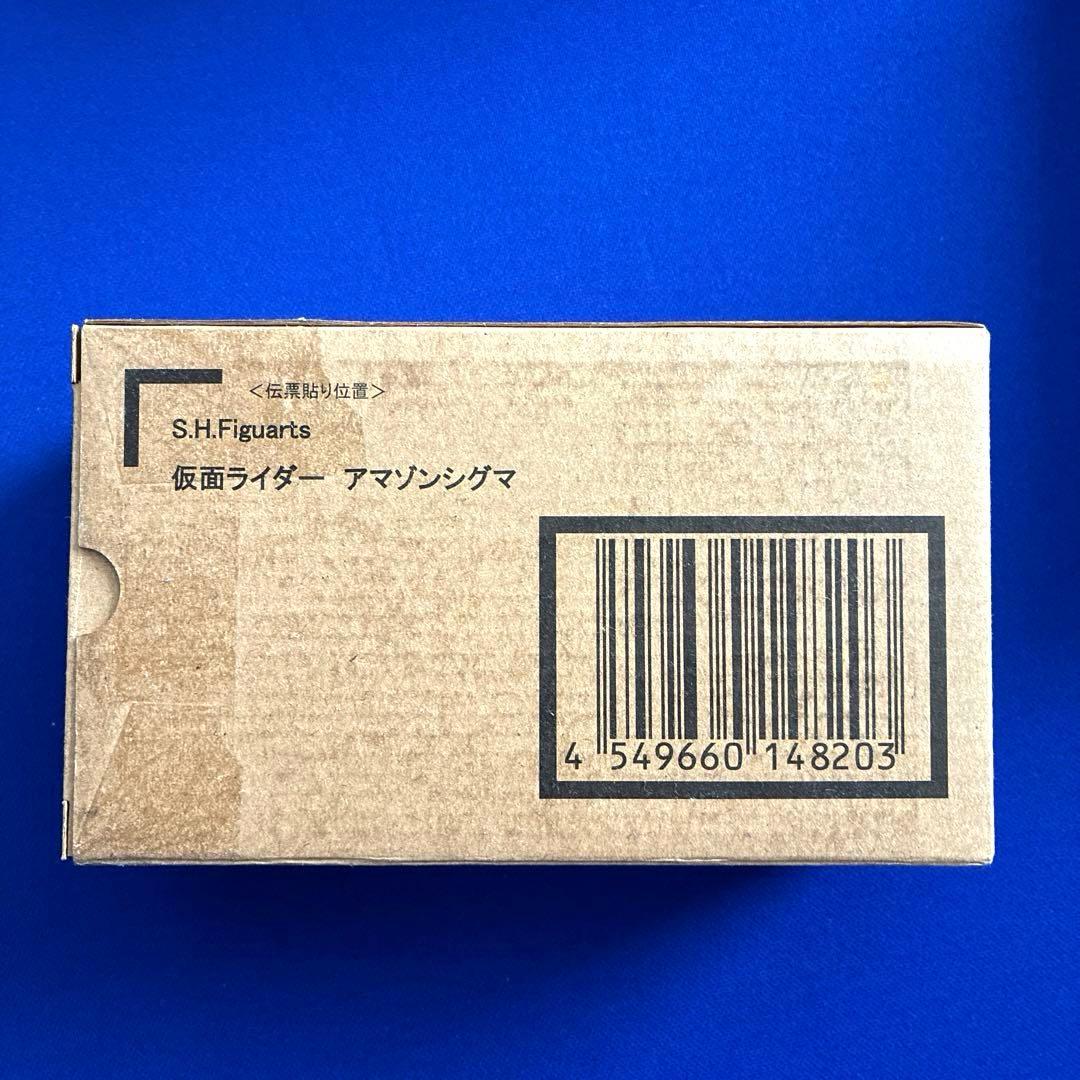 ＜伝票貼り位置＞
S.H.Figuarts
仮面ライダー　アマゾンシグマ
4 549660 148203